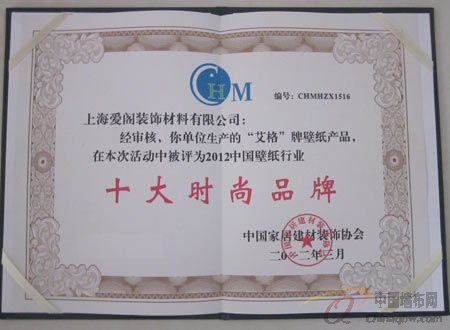 CHM
编号：CHMHZX1516
上海爱阁装饰材料有限公司：
经审核，你单位生产的“艾格”牌壁纸产品，
在本次活动中被评为2012中国壁纸行业
十大时尚品牌
中国家居建材装饰协会
二〇一二年三月
中国墙布网